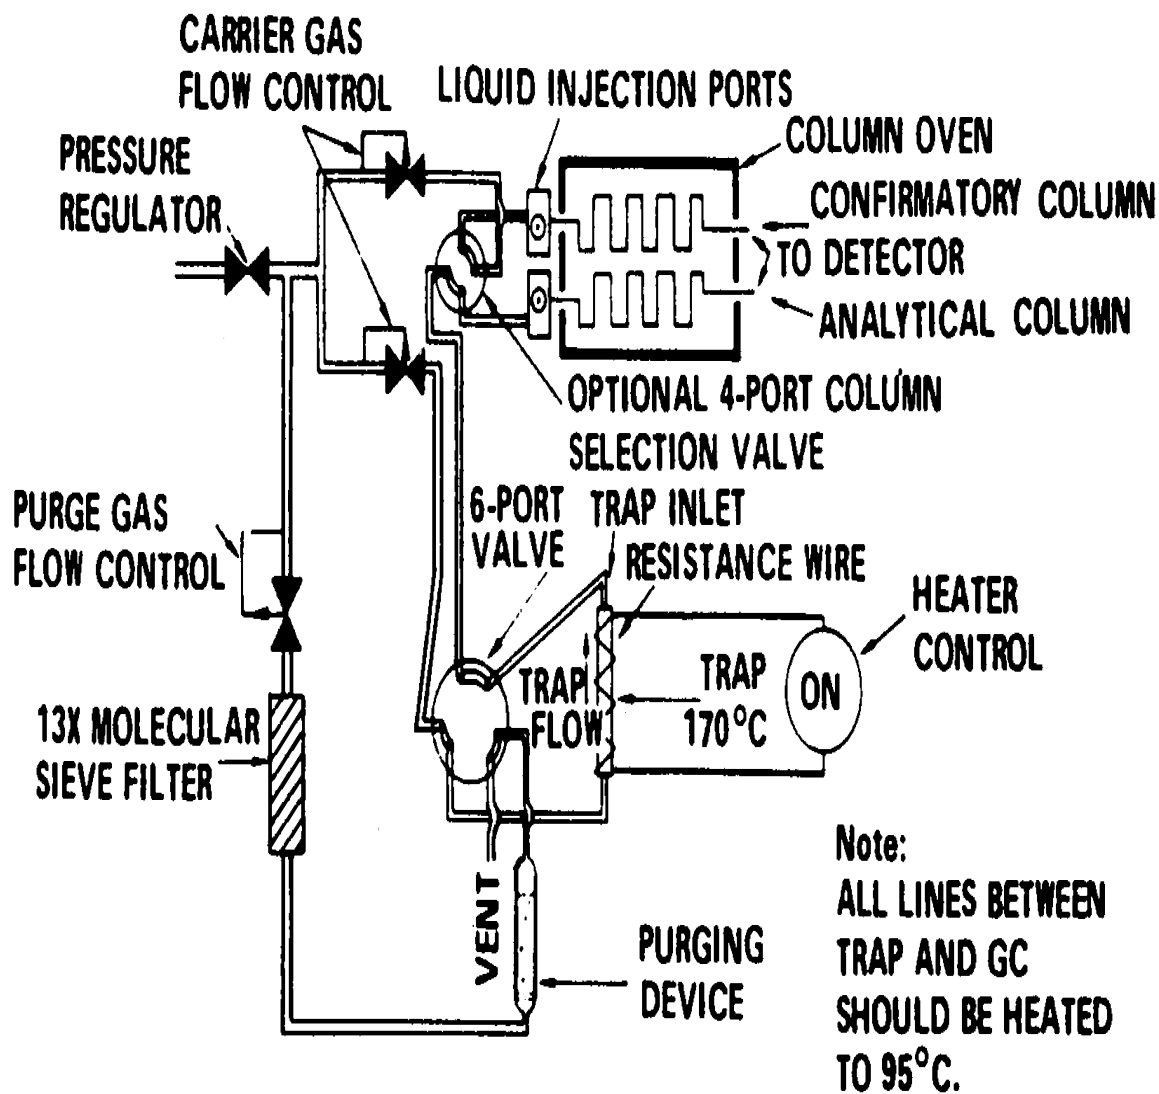 CARRIER GAS
FLOW CONTROL
LIQUID INJECTION PORTS
PRESSURE
REGULATOR
COLUMN OVEN
CONFIRMATORY COLUMN
TO DETECTOR
ANALYTICAL COLUMN
OPTIONAL 4-PORT COLUMN
SELECTION VALVE
PURGE GAS
FLOW CONTROL
6-PORT
VALVE
TRAP INLET
RESISTANCE WIRE
HEATER
CONTROL
TRAP
FLOW
TRAP
170°C
ON
13X MOLECULAR
SIEVE FILTER
VENT
PURGING
DEVICE
Note:
ALL LINES BETWEEN
TRAP AND GC
SHOULD BE HEATED
TO 95°C.